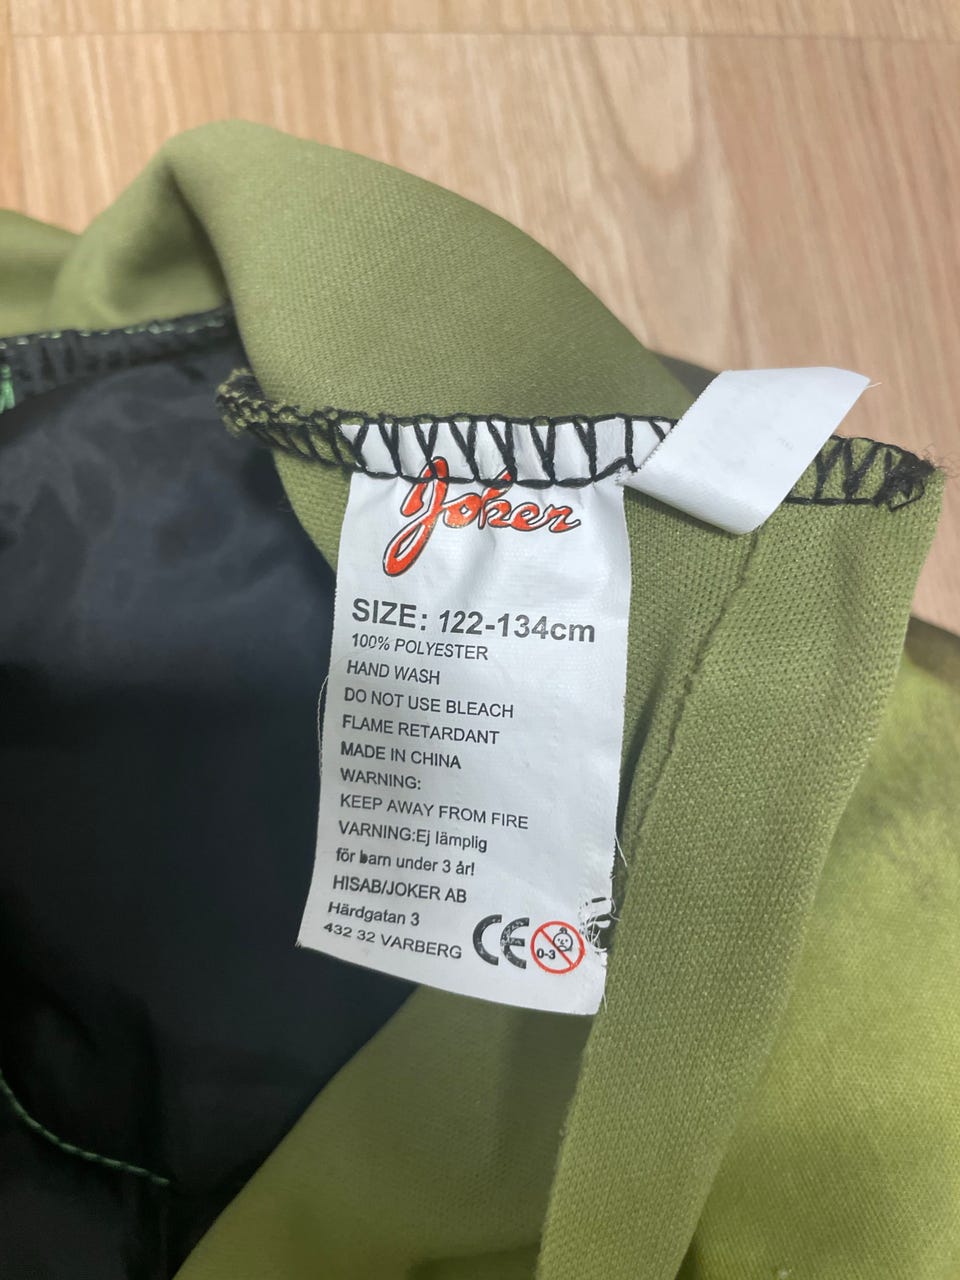 Joker
SIZE: 122-134cm
100% POLYESTER
HAND WASH
DO NOT USE BLEACH
FLAME RETARDANT
MADE IN CHINA
WARNING:
KEEP AWAY FROM FIRE
VARNING:Ej lämplig
för barn under 3 år!
HISAB/JOKER AB
Härdgatan 3
432 32 VARBERG
CE
0-3